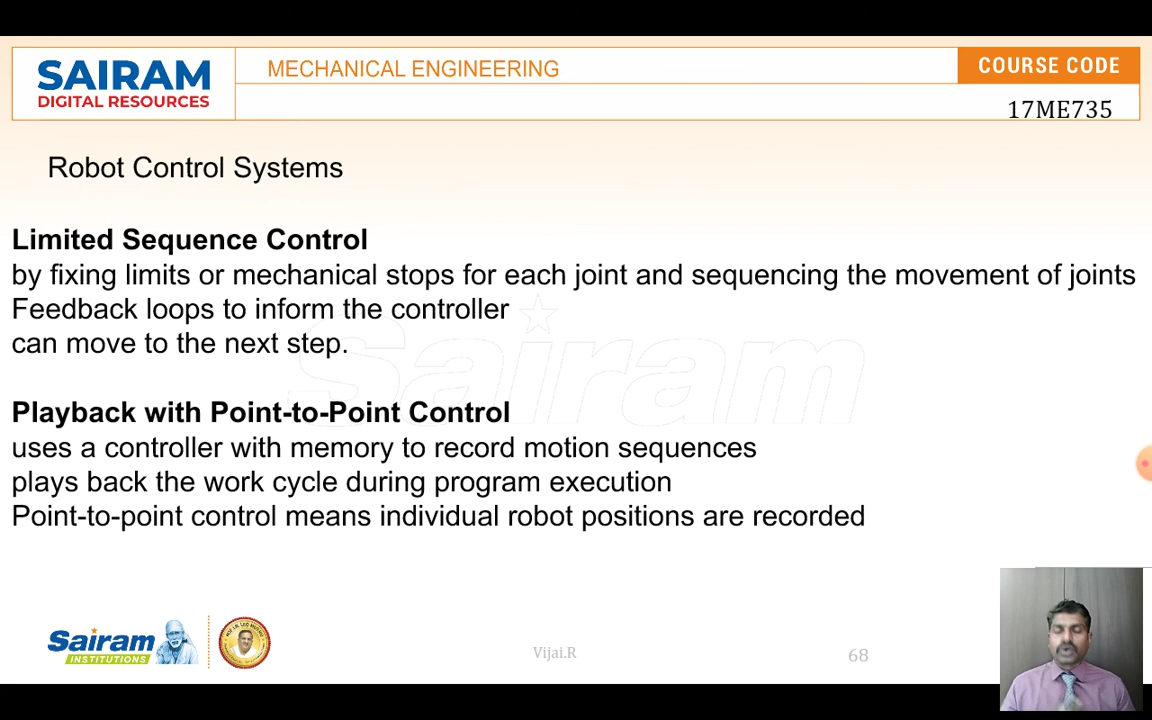 SAIRAM
DIGITAL RESOURCES
MECHANICAL ENGINEERING
COURSE CODE
17ME735
Robot Control Systems
Limited Sequence Control
by fixing limits or mechanical stops for each joint and sequencing the movement of joints
Feedback loops to inform the controller
can move to the next step.
Sairam
Playback with Point-to-Point Control
uses a controller with memory to record motion sequences
plays back the work cycle during program execution
Point-to-point control means individual robot positions are recorded
Sairam
INSTITUTIONS
Vijai.R
68